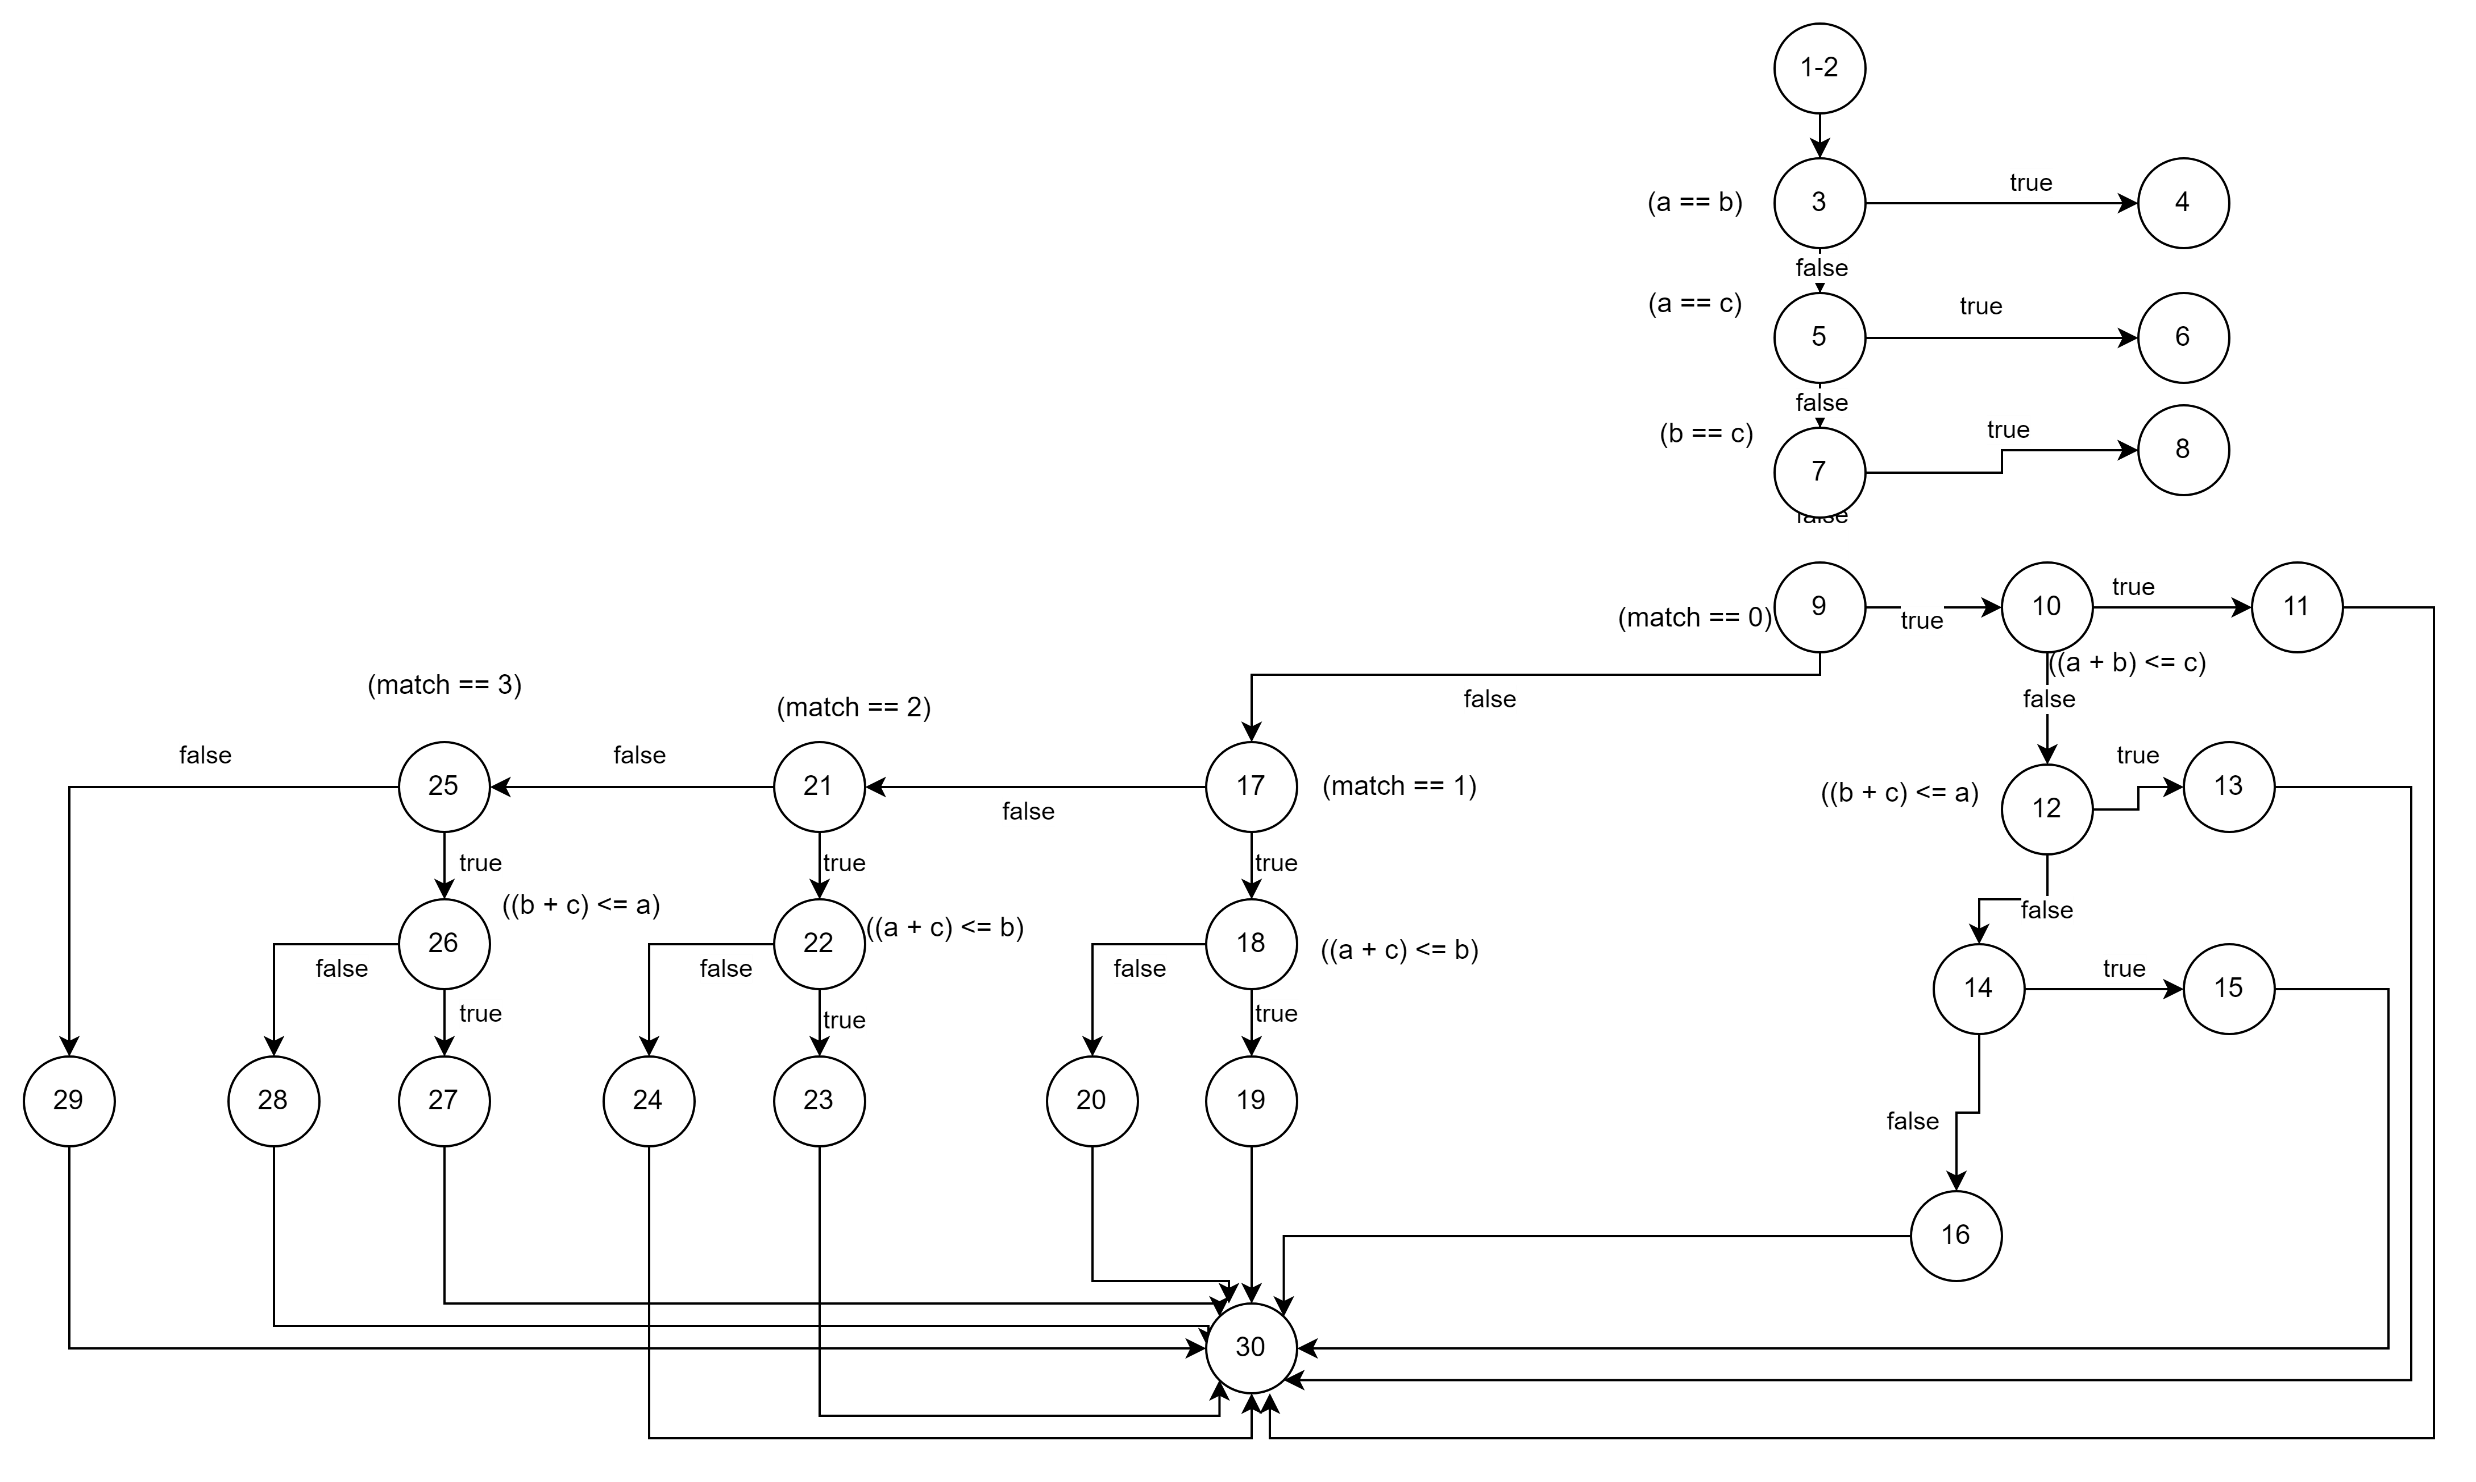 1-2
(a == b)
3
true
4
false
(a == c)
5
true
6
false
(b == c)
7
true
8
false
(match == 0)
9
true
10
true
11
((a + b) <= c)
false
false
(match == 3)
(match == 2)
false
25
false
21
false
17
(match == 1)
((b + c) <= a)
12
true
13
true
true
true
26
((b + c) <= a)
22
((a + c) <= b)
18
((a + c) <= b)
false
false
false
false
14
true
15
true
true
true
29
28
27
24
23
20
19
false
16
30